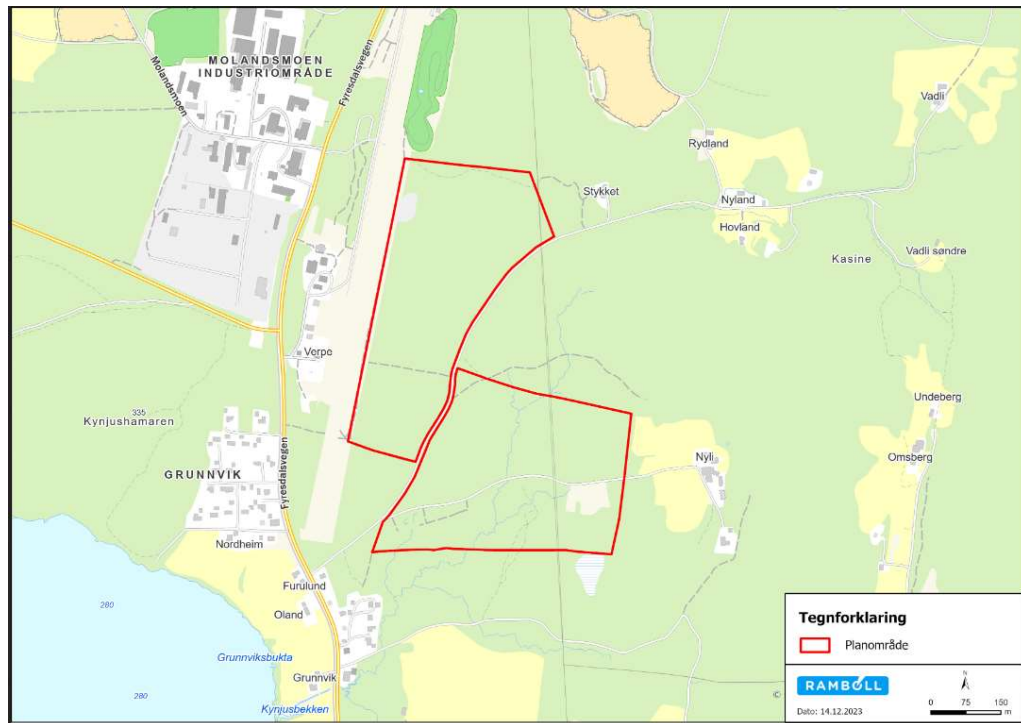 MOLANDSMOEN
INDUSTRIOMRÅDE
Molandsmoen
Fyresdalsvegen
Vadli
Rydland
Stykket
Nyland
Hovland
Kasine
Vadli søndre
Verpe
335
Kynjushamaren
Undeberg
GRUNNVIK
Fyresdalsvegen
Omsberg
Nyli
Nordheim
Furulund
280
Oland
Grunnviksbukta
Grunnvik
280
Kynjusbekken
©
Tegnforklaring
Planområde
RAMBOLL
N
Dato: 14.12.2023
0 75 150
m